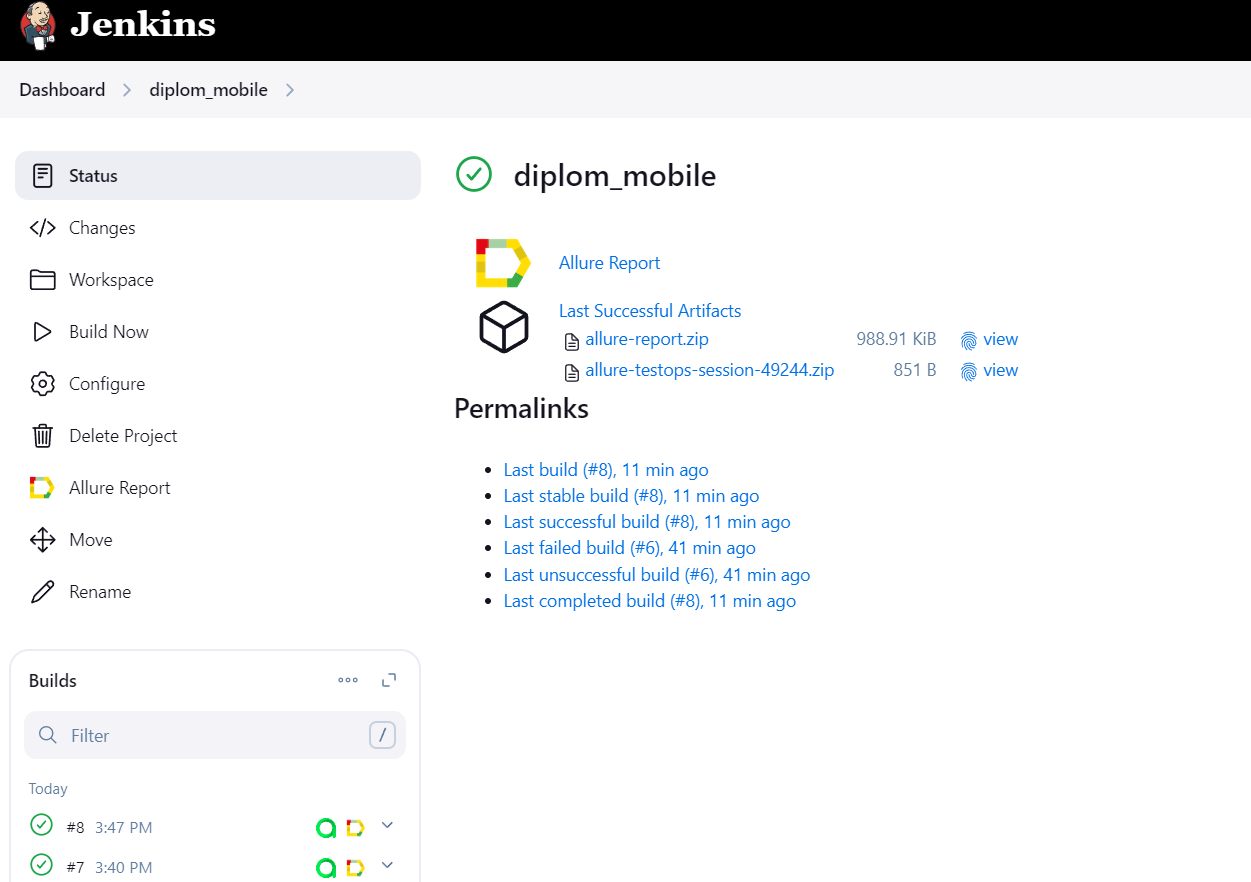 Jenkins
Dashboard
diplom_mobile
Status
Changes
Workspace
Build Now
Configure
Delete Project
Allure Report
Move
Rename
Builds
Filter
/
Today
#8 3:47 PM
#7 3:40 PM
diplom_mobile
Allure Report
Last Successful Artifacts
allure-report.zip 988.91 KiB view
allure-testops-session-49244.zip 851 B view
Permalinks
Last build (#8), 11 min ago
Last stable build (#8), 11 min ago
Last successful build (#8), 11 min ago
Last failed build (#6), 41 min ago
Last unsuccessful build (#6), 41 min ago
Last completed build (#8), 11 min ago